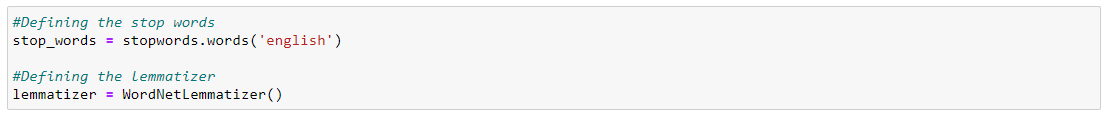 #Defining the stop words
stop_words = stopwords.words('english')
#Defining the lemmatizer
lemmatizer = WordNetLemmatizer()